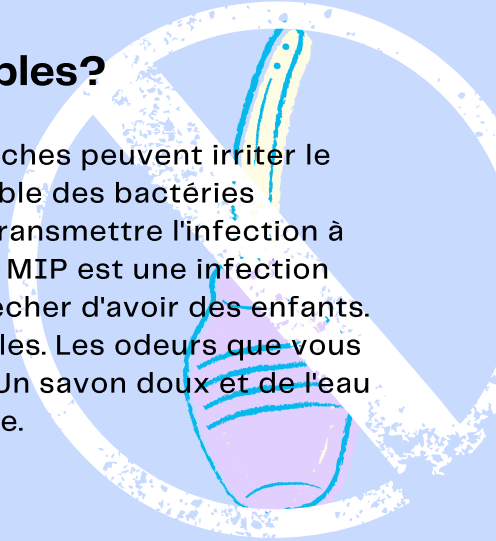 bles?
ches peuvent irriter le
ble des bactéries
ransmettre l'infection à
MIP est une infection
êcher d'avoir des enfants.
les. Les odeurs que vous
Un savon doux et de l'eau
e.